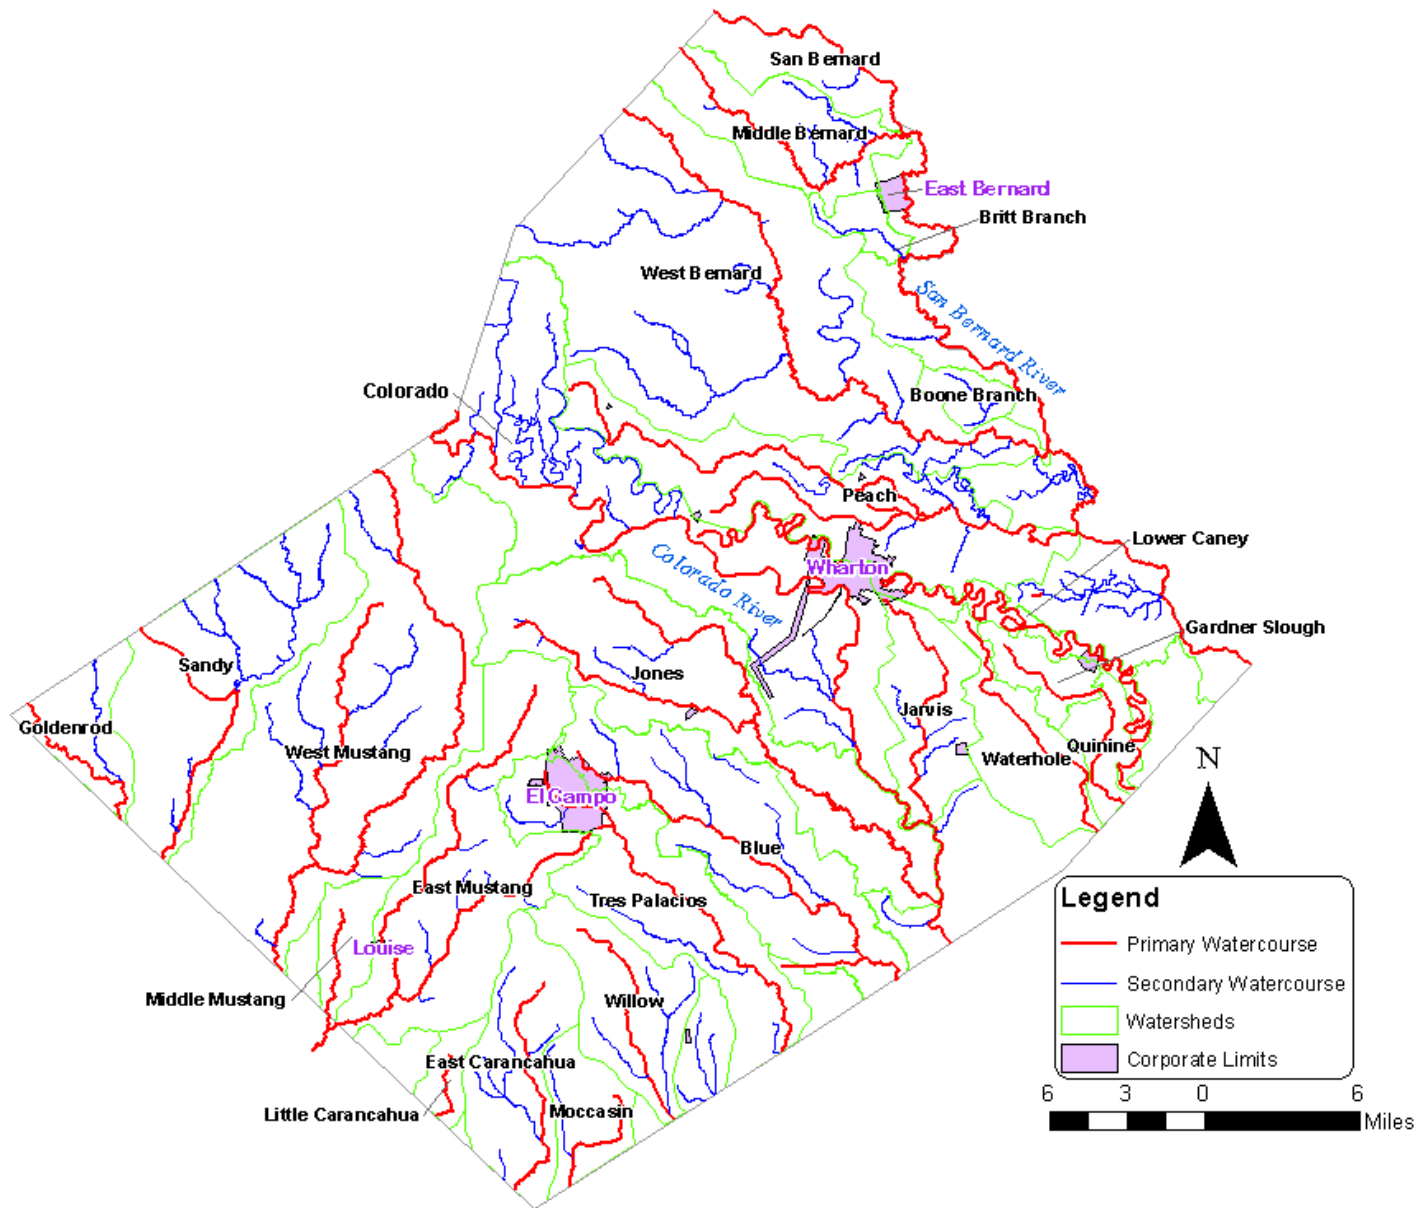 San Bernard
Middle Bernard
East Bernard
Britt Branch
West Bernard
San Bernard River
Colorado
Boone Branch
Peach
Lower Caney
Wharton
Colorado River
Gardner Slough
Sandy
Jones
Jarvis
Goldenrod
West Mustang
Waterhole
Quinine
N
El Campo
Blue
East Mustang
Tres Palacios
Louise
Middle Mustang
Willow
East Carancahua
Little Carancahua
Moccasin
Legend
Primary Watercourse
Secondary Watercourse
Watersheds
Corporate Limits
6 3 0 6
Miles